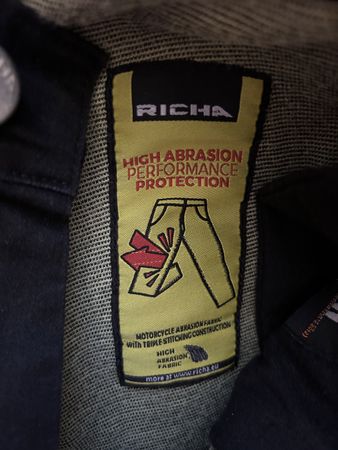 RICHA
HIGH ABRASION
PERFORMANCE
PROTECTION
MOTORCYCLE ABRASION FABRIC
WITH TRIPLE STITCHING CONSTRUCTION
HIGH
ABRASION
FABRIC
more at www.richa.eu